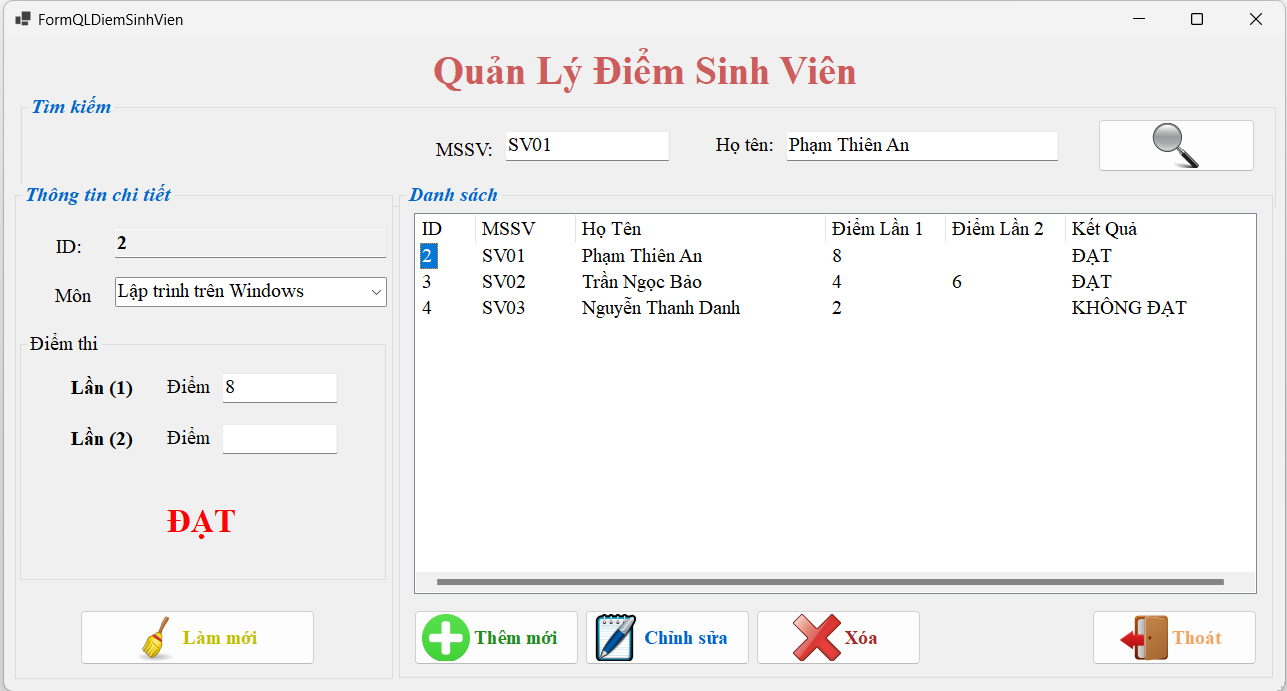 FormQLDiemSinhVien
Quản Lý Điểm Sinh Viên
Tìm kiếm
MSSV: SV01 Họ tên: Phạm Thiên An
Thông tin chi tiết
ID: 2
Môn Lập trình trên Windows
Điểm thi
Lần (1) Điểm 8
Lần (2) Điểm
ĐẠT
Làm mới
Danh sách
ID MSSV Họ Tên Điểm Lần 1 Điểm Lần 2 Kết Quả
2 SV01 Phạm Thiên An 8 ĐẠT
3 SV02 Trần Ngọc Bảo 4 6 ĐẠT
4 SV03 Nguyễn Thanh Danh 2 KHÔNG ĐẠT
Thêm mới Chỉnh sửa Xóa Thoát